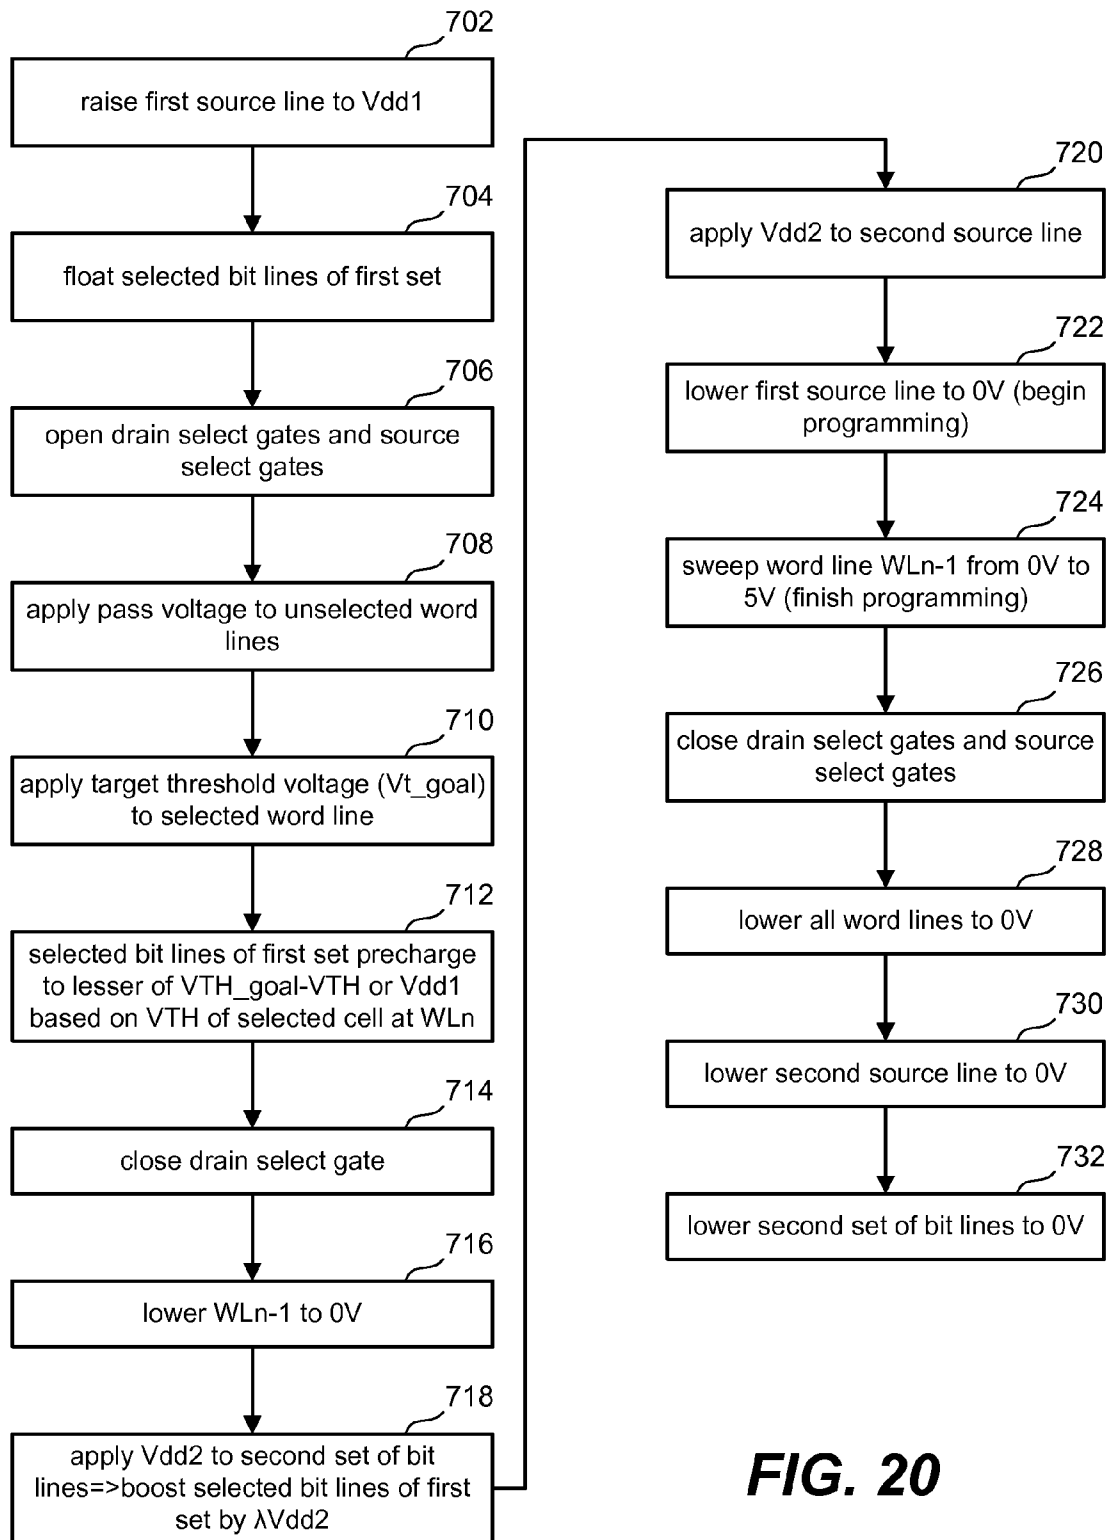 702
raise first source line to Vdd1
704
float selected bit lines of first set
706
open drain select gates and source
select gates
708
apply pass voltage to unselected word
lines
710
apply target threshold voltage (Vt_goal)
to selected word line
712
selected bit lines of first set precharge
to lesser of VTH_goal-VTH or Vdd1
based on VTH of selected cell at WLn
714
close drain select gate
716
lower WLn-1 to 0V
718
apply Vdd2 to second set of bit
lines=>boost selected bit lines of first
set by λVdd2
720
apply Vdd2 to second source line
722
lower first source line to 0V (begin
programming)
724
sweep word line WLn-1 from 0V to
5V (finish programming)
726
close drain select gates and source
select gates
728
lower all word lines to 0V
730
lower second source line to 0V
732
lower second set of bit lines to 0V
FIG. 20